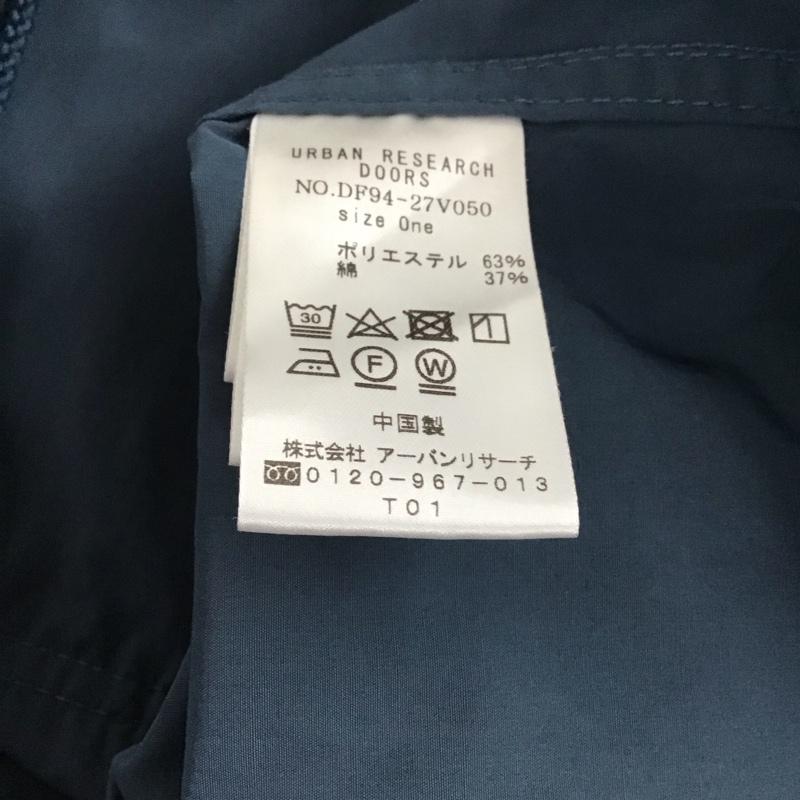 URBAN RESEARCH
DOORS
NO.DF94-27V050
size One
ポリエステル 63%
綿 37%
30
F W
中国製
株式会社 アーバンリサーチ
0120-967-013
T01